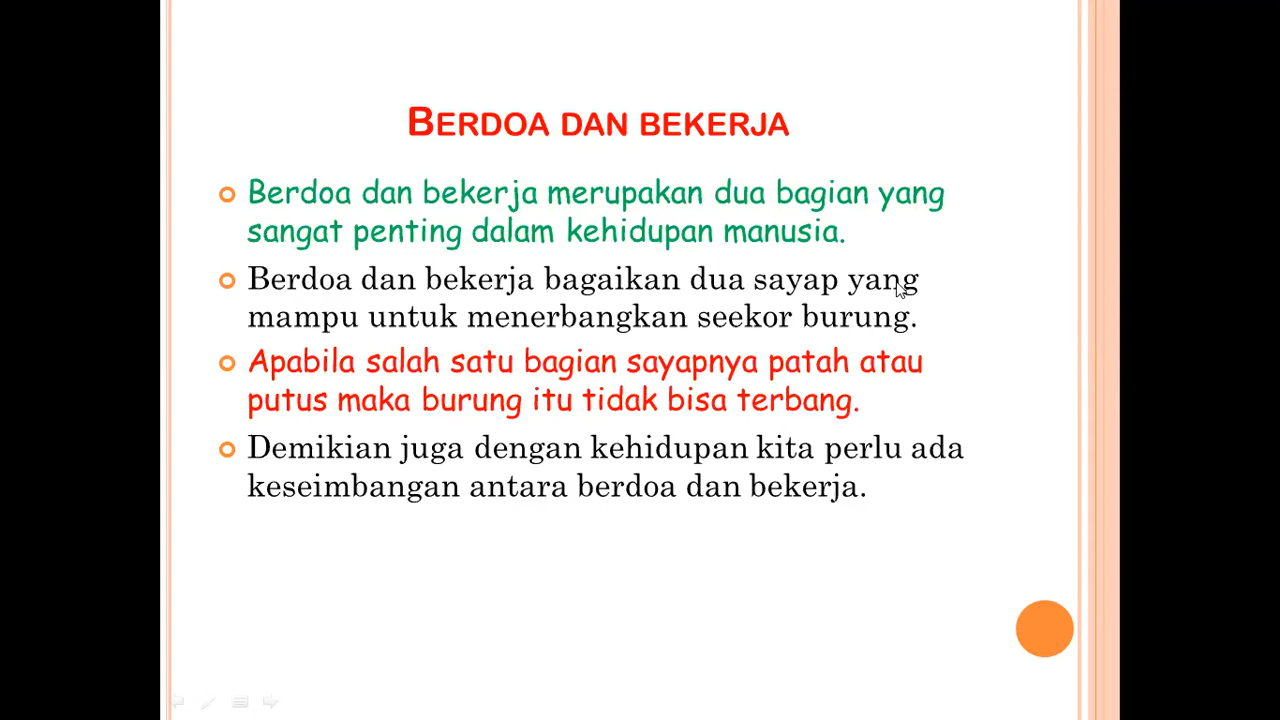 BERDOA DAN BEKERJA
Berdoa dan bekerja merupakan dua bagian yang
sangat penting dalam kehidupan manusia.
Berdoa dan bekerja bagaikan dua sayap yang
mampu untuk menerbangkan seekor burung.
Apabila salah satu bagian sayapnya patah atau
putus maka burung itu tidak bisa terbang.
Demikian juga dengan kehidupan kita perlu ada
keseimbangan antara berdoa dan bekerja.